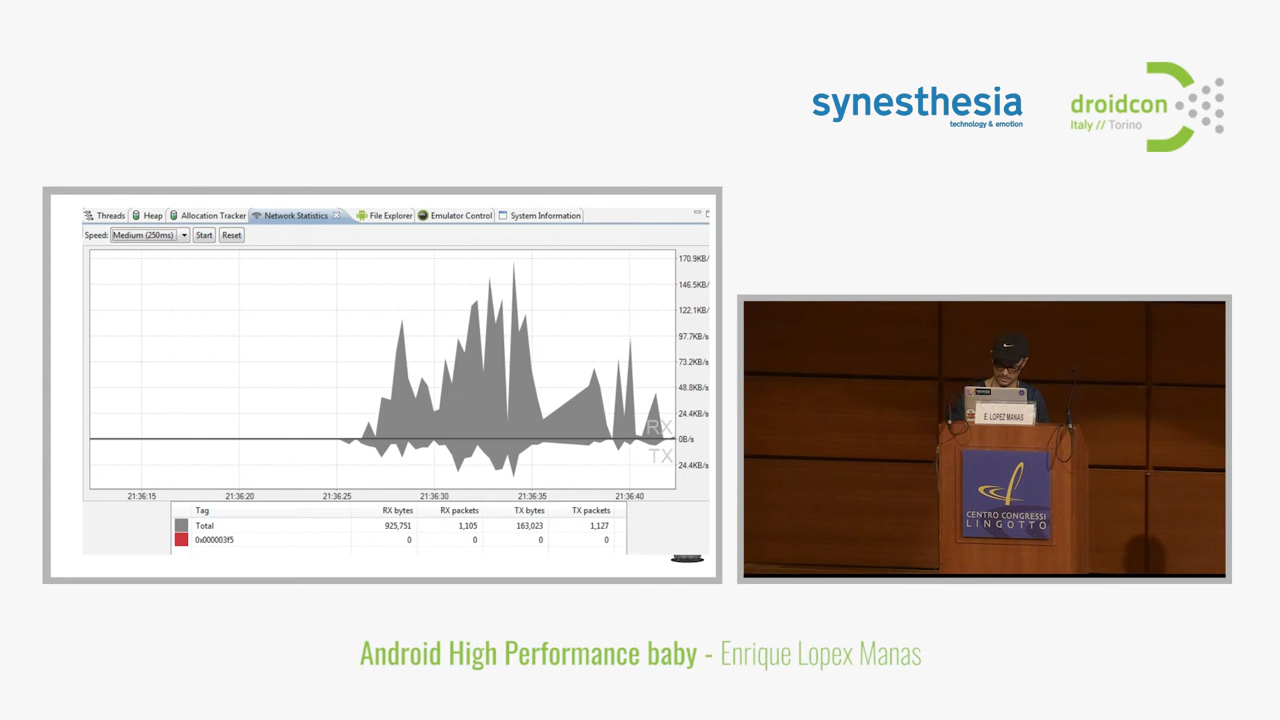 synesthesia
technology & emotion
droidcon
Italy // Torino
Threads Heap Allocation Tracker Network Statistics File Explorer Emulator Control System Information
Speed: Medium (250ms) Start Reset
170.9KB/s
146.5KB/s
122.1KB/s
97.7KB/s
73.2KB/s
48.8KB/s
24.4KB/s
RX
0B/s
TX
24.4KB/s
21:36:15 21:36:20 21:36:25 21:36:30 21:36:35 21:36:40
Tag RX bytes RX packets TX bytes TX packets
Total 925,751 1,105 163,023 1,127
0x000003f5 0 0 0 0
E. LOPEZ MANAS
CENTRO CONGRESSI
LINGOTTO
Android High Performance baby - Enrique Lopex Manas